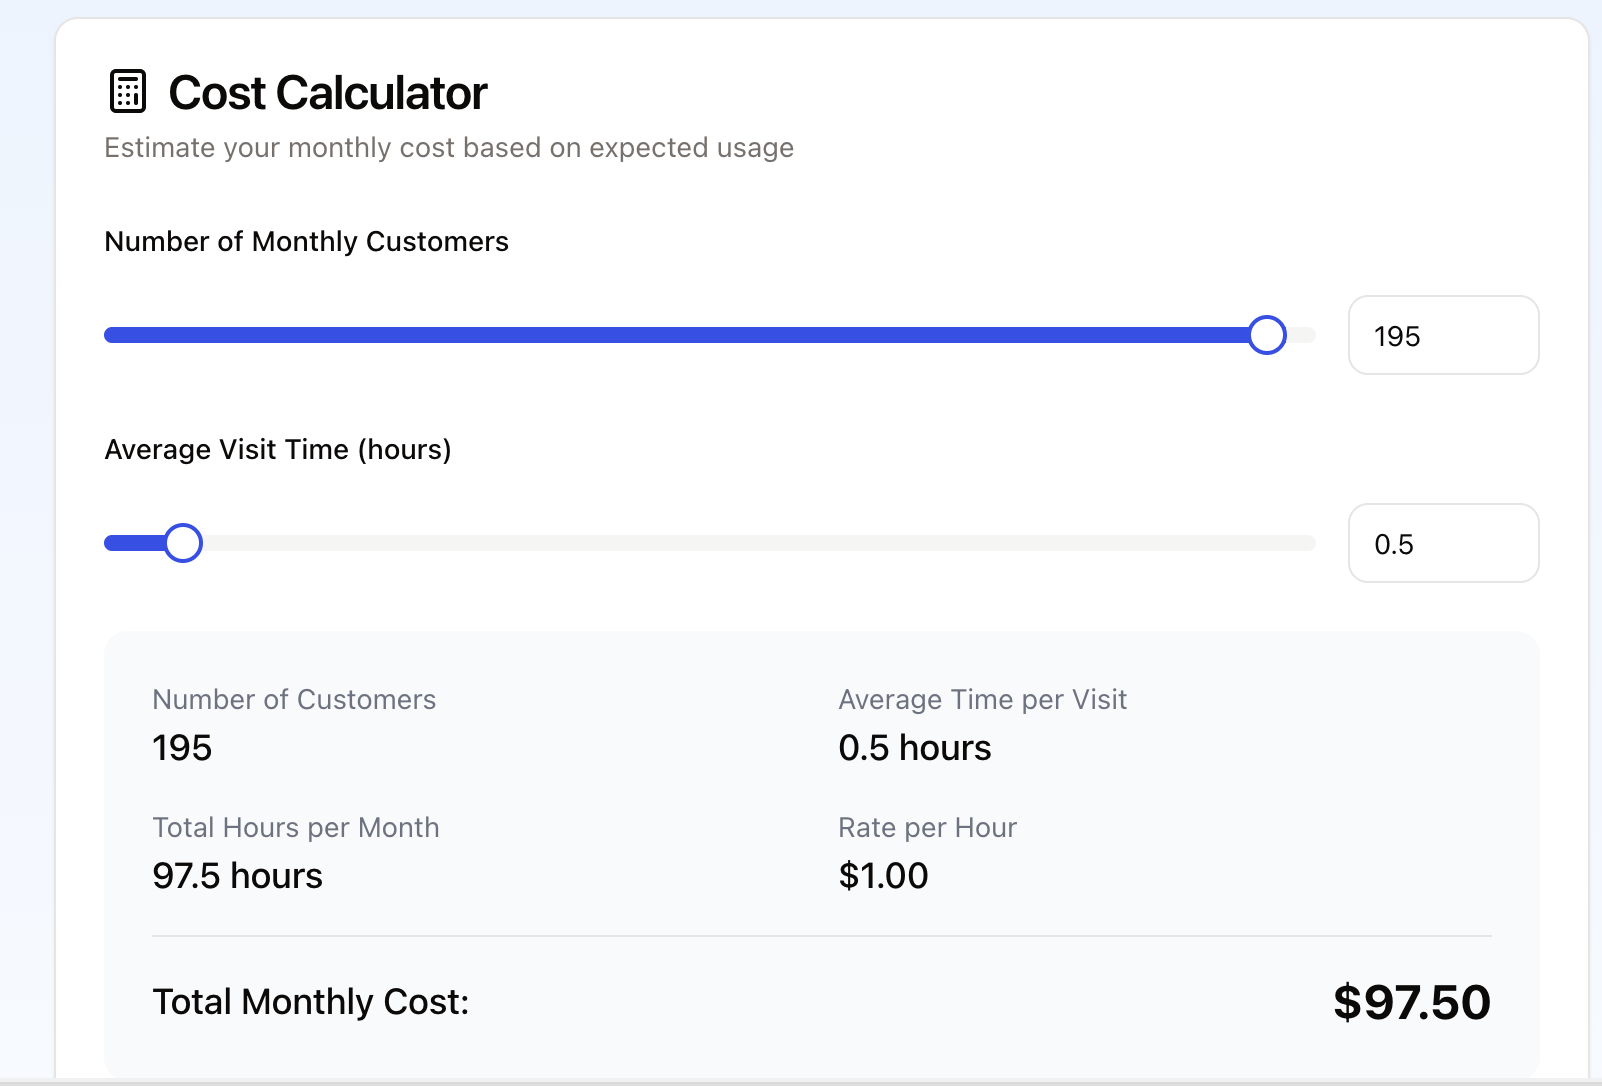 Cost Calculator
Estimate your monthly cost based on expected usage
Number of Monthly Customers
195
Average Visit Time (hours)
0.5
Number of Customers
195
Average Time per Visit
0.5 hours
Total Hours per Month
97.5 hours
Rate per Hour
$1.00
Total Monthly Cost:
$97.50